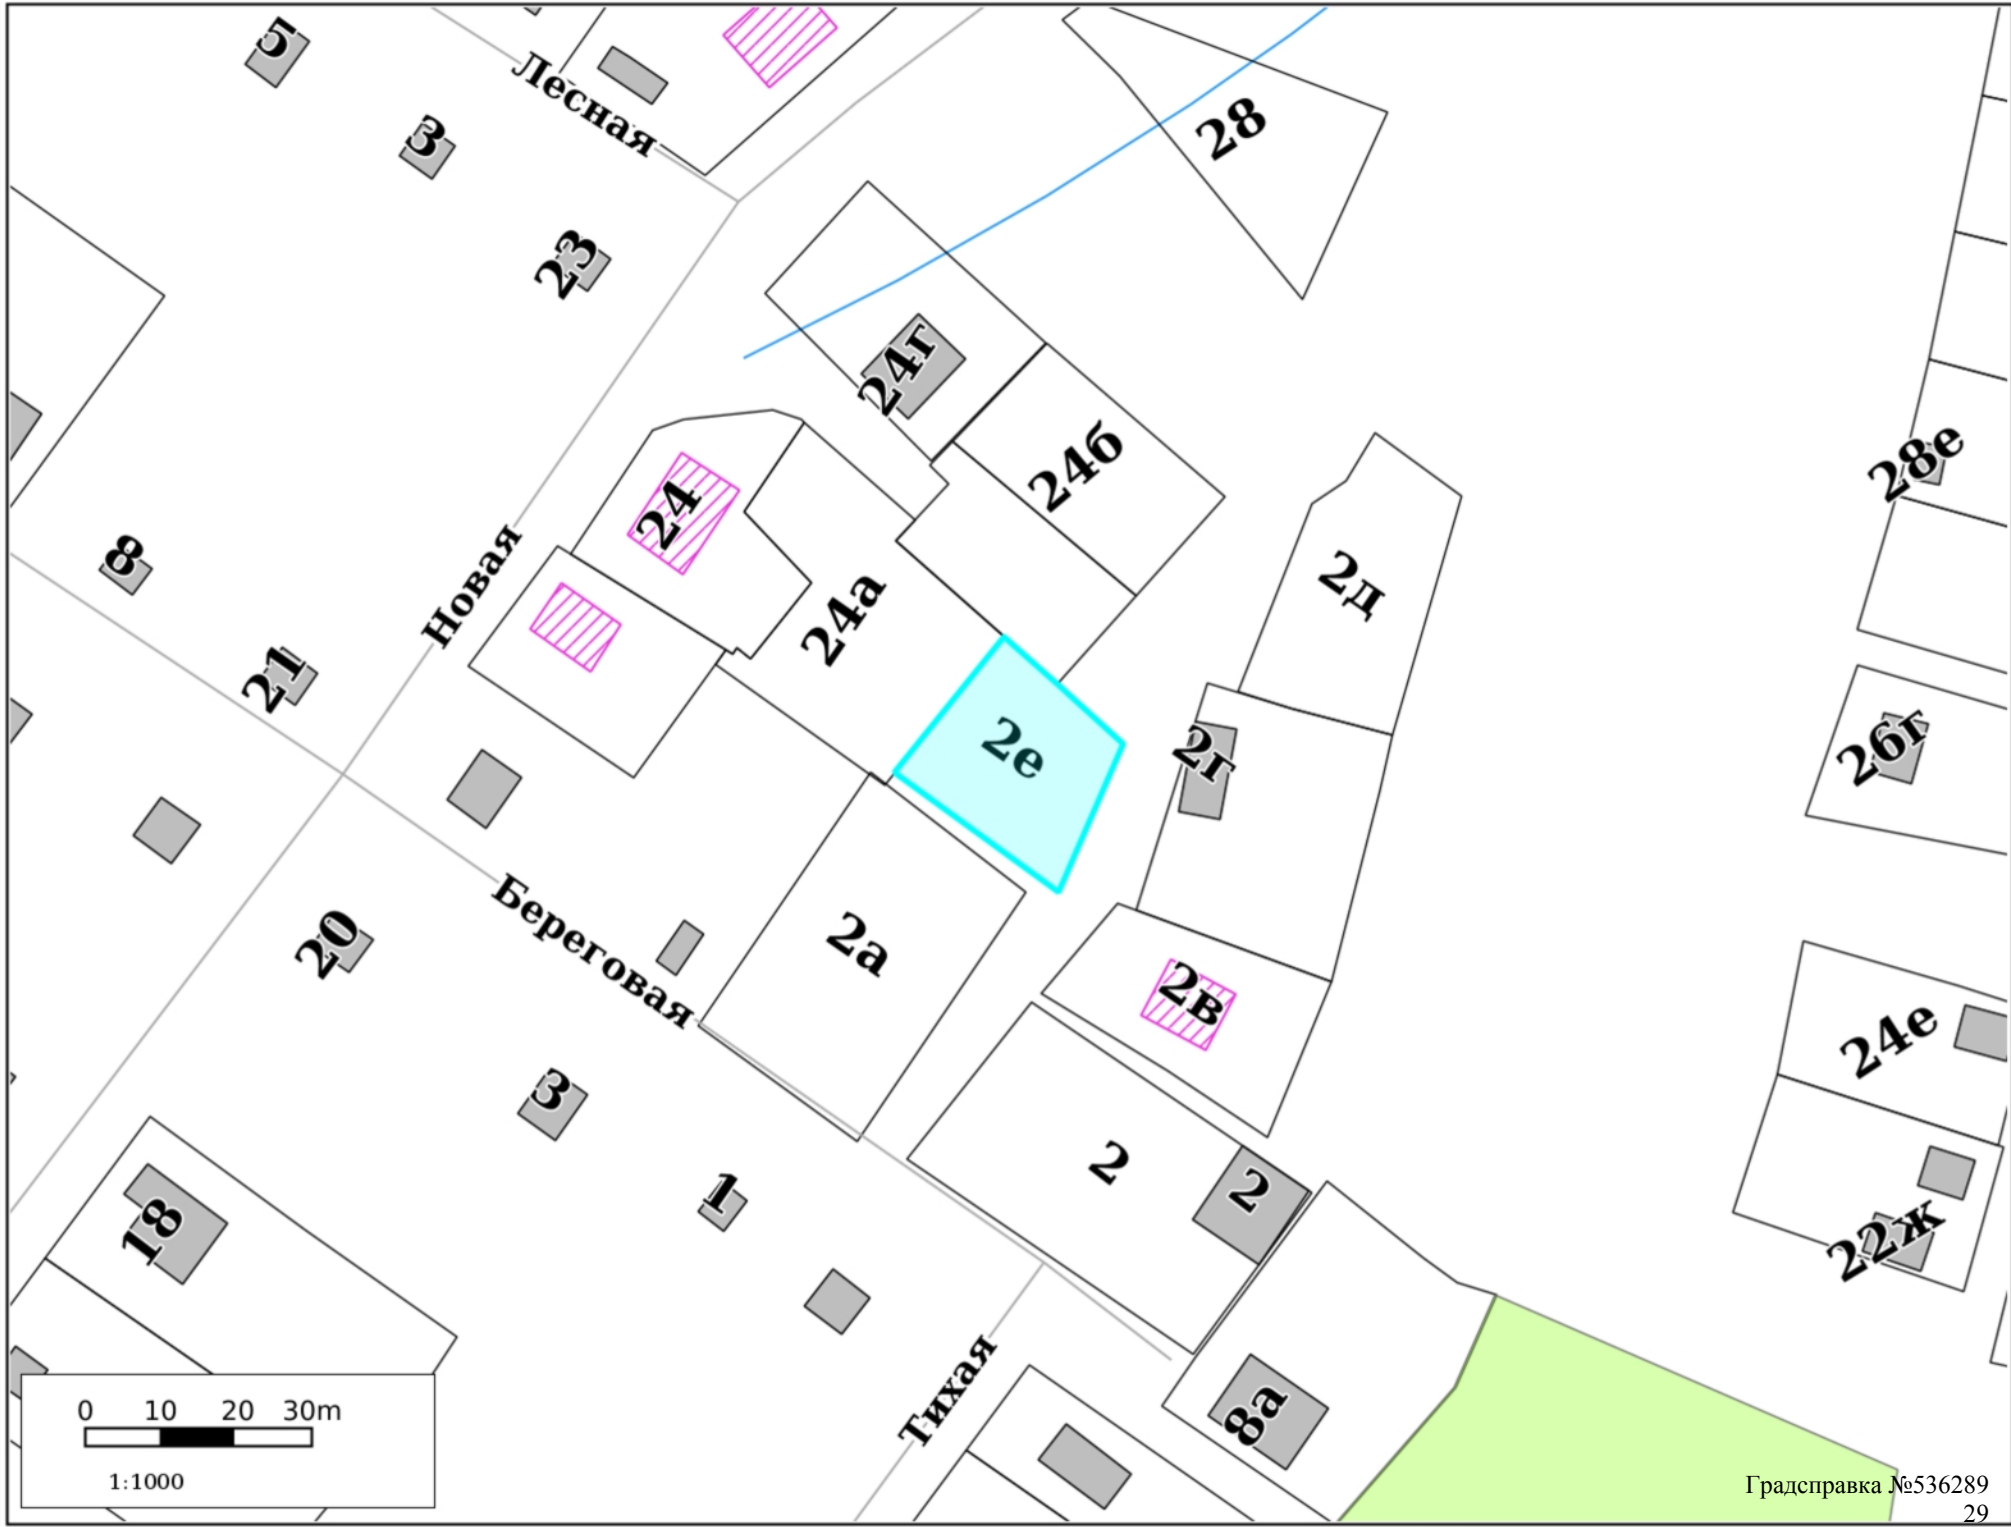 5
Лесная
3
28
23
24г
24б
28е
24
8
Новая
24а
2д
21
2е
2г
26г
Береговая
20
2а
2в
24е
3
2
2
1
18
22ж
Тихая
8а
0 10 20 30m
1:1000
Градсправка №536289
29